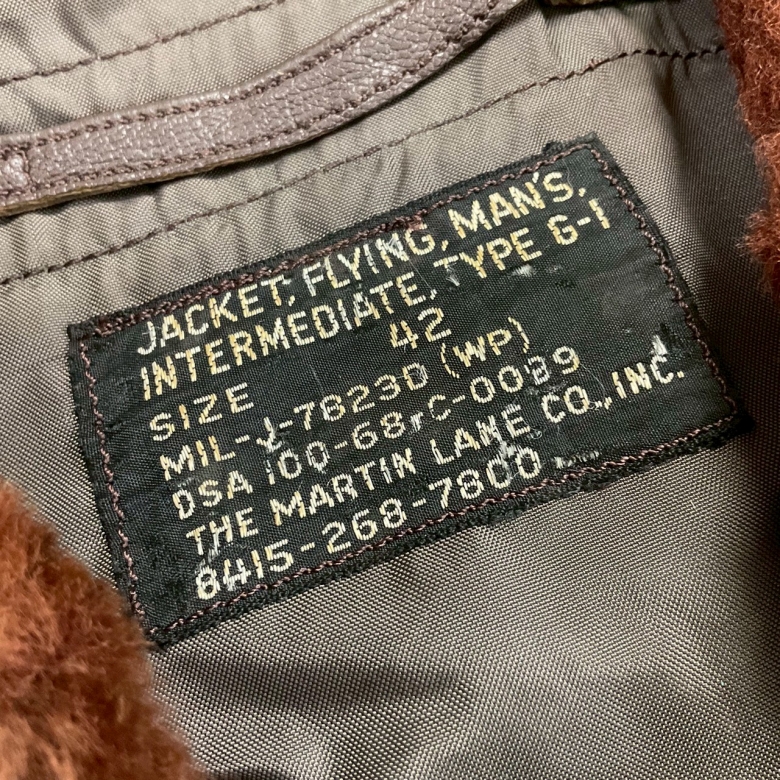 JACKET, FLYING, MAN'S,
INTERMEDIATE, TYPE G-1
SIZE 42
MIL-J-7823D (WP)
DSA 100-68-C-0089
THE MARTIN LANE CO., INC.
8415-268-7800